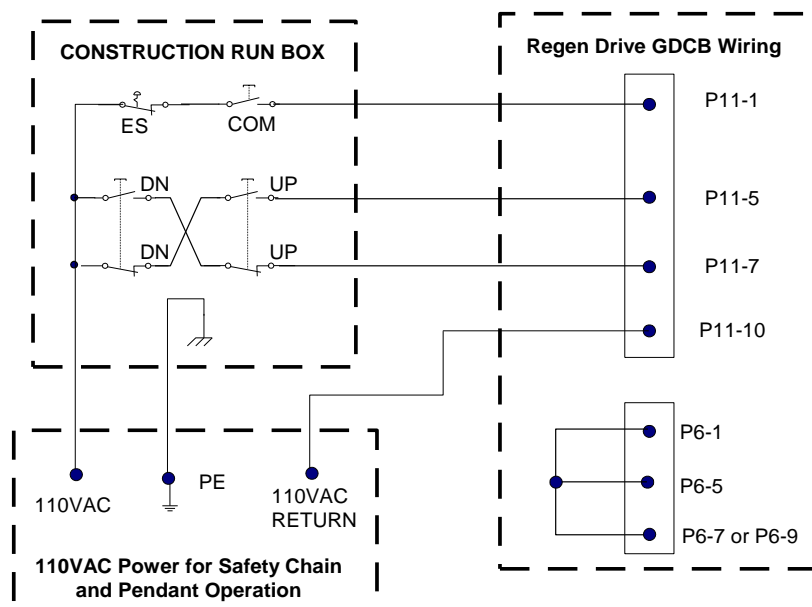 CONSTRUCTION RUN BOX
Regen Drive GDCB Wiring
ES
COM
P11-1
DN
UP
P11-5
DN
UP
P11-7
P11-10
P6-1
110VAC
PE
110VAC
RETURN
P6-5
P6-7 or P6-9
110VAC Power for Safety Chain
and Pendant Operation